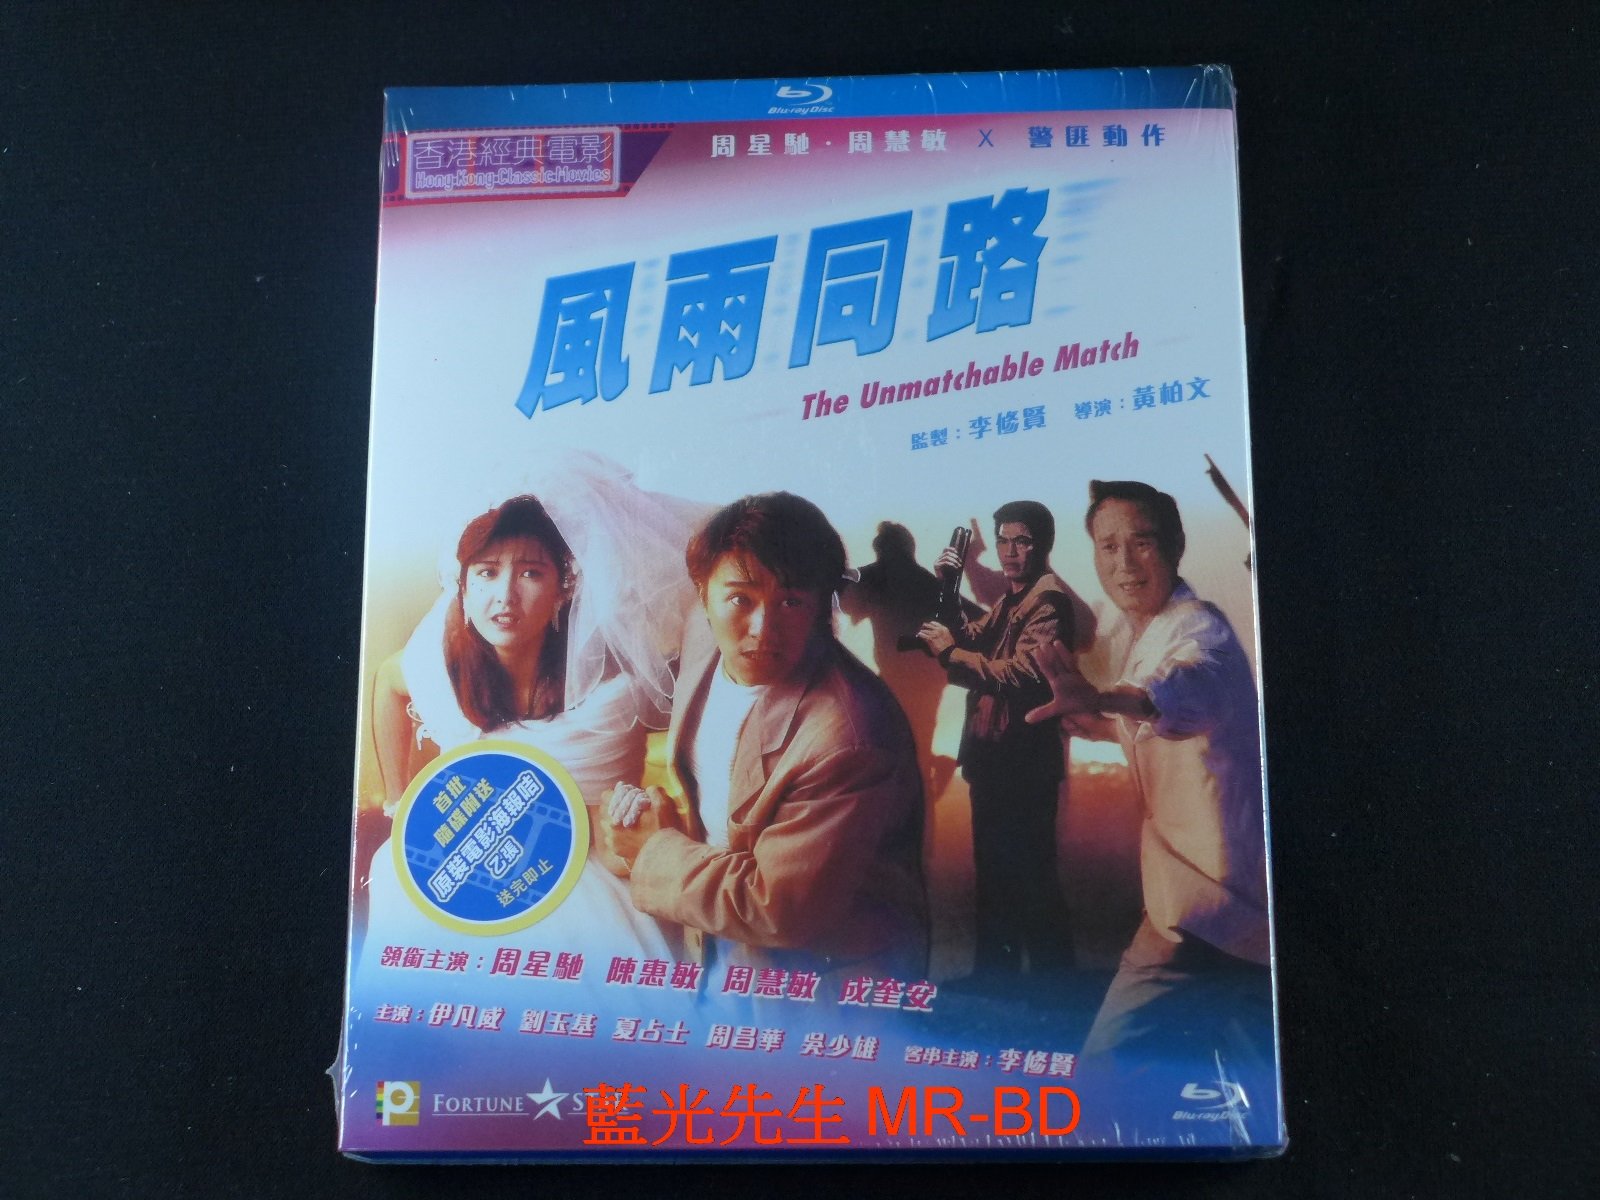 Blu-ray Disc
香港經典電影
Hong Kong Classic Movies
周星馳・周慧敏 X 警匪動作
風雨同路
The Unmatchable Match
監製：李修賢 導演：黃柏文
首批
隨碟附送
原裝電影海報咭
乙張
送完即止
領銜主演：周星馳 陳惠敏 周慧敏 成奎安
主演：伊凡威 劉玉基 夏占士 周昌華 吳少雄 客串主演：李修賢
P FORTUNE STAR
Blu-ray Disc
藍光先生 MR-BD